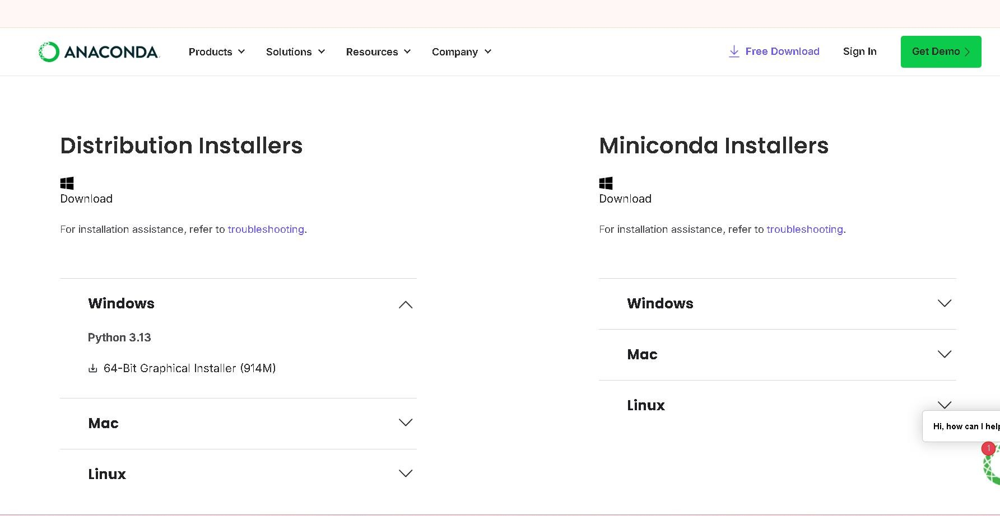 ANACONDA.
Products
Solutions
Resources
Company
Free Download
Sign In
Get Demo
Distribution Installers
Download
For installation assistance, refer to troubleshooting.
Windows
Python 3.13
64-Bit Graphical Installer (914M)
Mac
Linux
Miniconda Installers
Download
For installation assistance, refer to troubleshooting.
Windows
Mac
Linux
Hi, how can I help
1